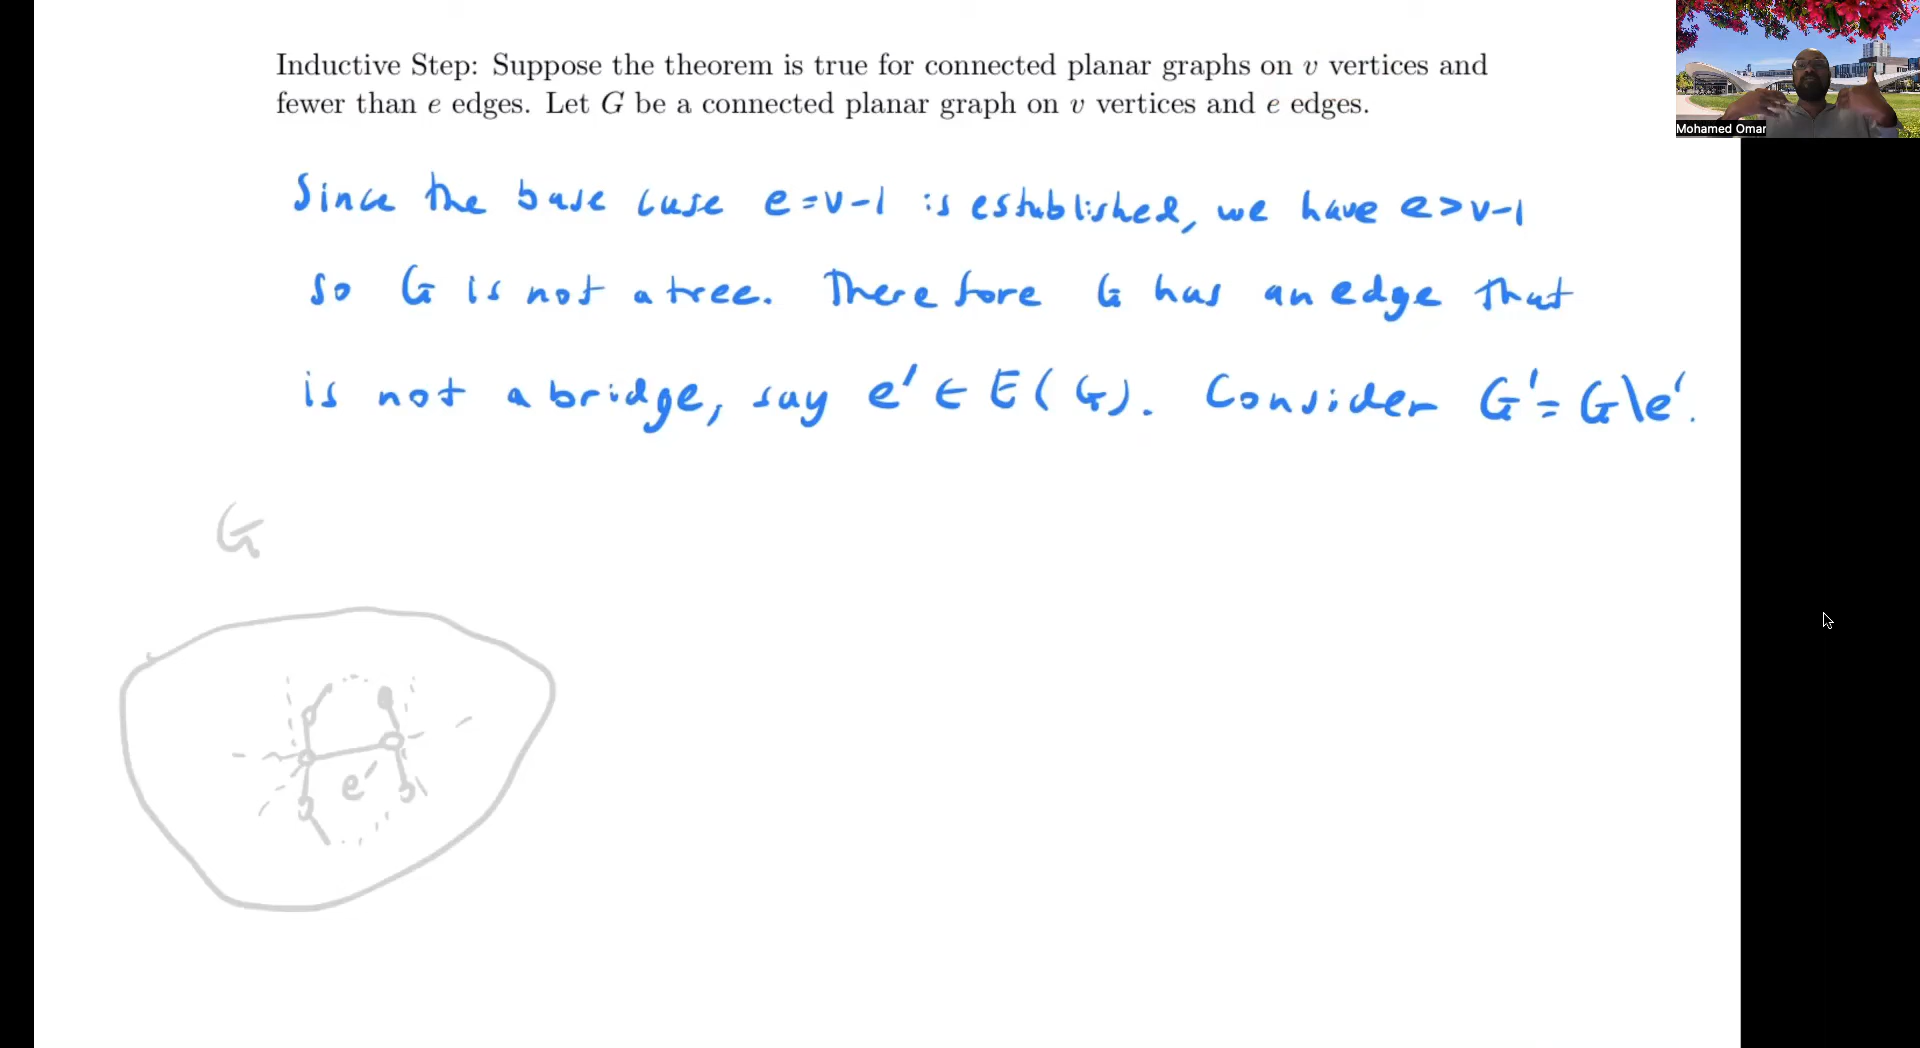 Inductive Step: Suppose the theorem is true for connected planar graphs on v vertices and
fewer than e edges. Let G be a connected planar graph on v vertices and e edges.
Since the base case e=v-1 is established, we have e>v-1
so G is not a tree. Therefore G has an edge that
is not a bridge, say e' ∈ E(G). Consider G' = G\e'.
G
e'
Mohamed Omar